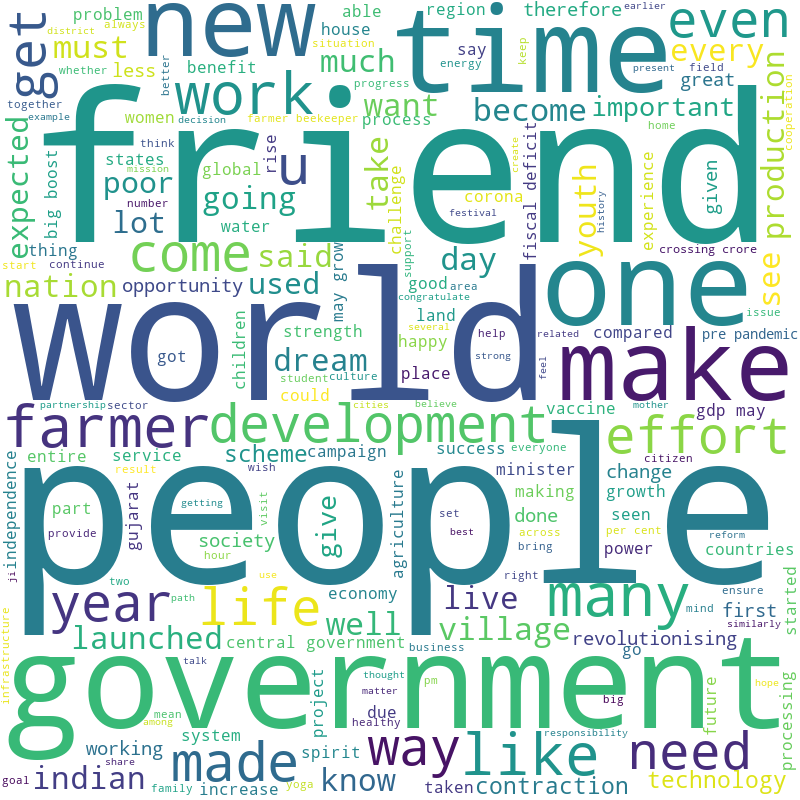 friend
world
people
government
time
new
one
make
farmer
development
effort
many
year
life
like
need
way
made
work
come
even
get
must
much
want
become
important
every
great
able
region
therefore
say
house
problem
always
district
situation
earlier
keep
energy
present
field
whether
less
better
benefit
progress
process
together
example
women
decision
farmer beekeeper
think
mission
states
global
rise
u
take
expected
big boost
poor
number
going
lot
water
challenge
corona
festival
create
fiscal deficit
history
youth
home
experience
given
production
cooperation
crossing crore
thing
start
continue
said
may grow
support
good
area
day
see
issue
nation
opportunity
used
congratulate
land
several
help
related
compared
pre pandemic
children
strength
happy
got
dream
student
culture
place
strong
feel
could
cities
believe
partnership
sector
mother
vaccine
gdp may
entire
service
scheme
campaign
success
everyone
minister
citizen
change
result
wish
independence
part
gujarat
getting
visit
give
agriculture
making
growth
done
seen
set
provide
society
best
across
per cent
reform
bring
power
countries
ji
hour
two
use
path
economy
right
live
ensure
mind
first
similarly
started
well
village
revolutionising
launched
central government
business
go
infrastructure
talk
thought
pm
matter
mean
project
big
future
hope
processing
due
healthy
among
system
responsibility
working
share
spirit
goal
indian
family
increase
yoga
know
taken
contraction
technology